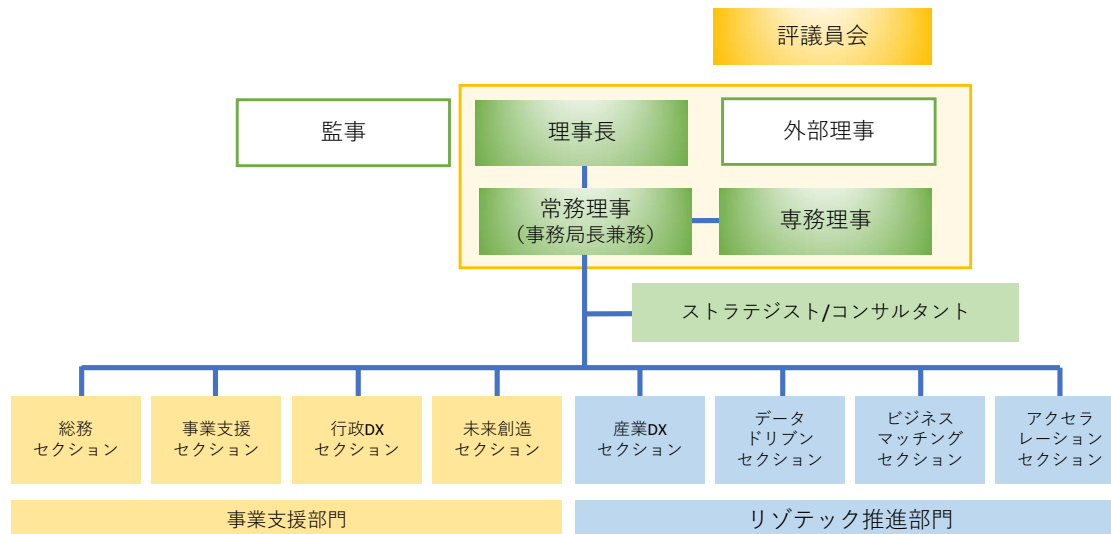 評議員会
監事
理事長
外部理事
常務理事
（事務局長兼務）
専務理事
ストラテジスト/コンサルタント
総務
セクション
事業支援
セクション
行政DX
セクション
未来創造
セクション
産業DX
セクション
データ
ドリブン
セクション
ビジネス
マッチング
セクション
アクセラ
レーション
セクション
事業支援部門
リゾテック推進部門